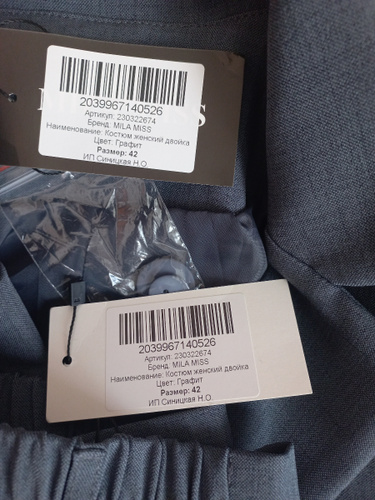 2039967140526
Артикул: 230322674
Бренд: MILA MISS
Наименование: Костюм женский двойка
Цвет: Графит
Размер: 42
ИП Синицкая Н.О.
2039967140526
Артикул: 230322674
Бренд: MILA MISS
Наименование: Костюм женский двойка
Цвет: Графит
Размер: 42
ИП Синицкая Н.О.